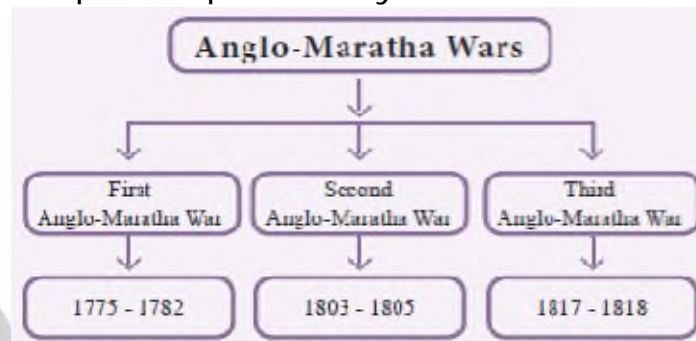 Anglo-Maratha Wars
First
Anglo-Maratha War
Second
Anglo-Maratha War
Third
Anglo-Maratha War
1775 - 1782
1803 - 1805
1817 - 1818